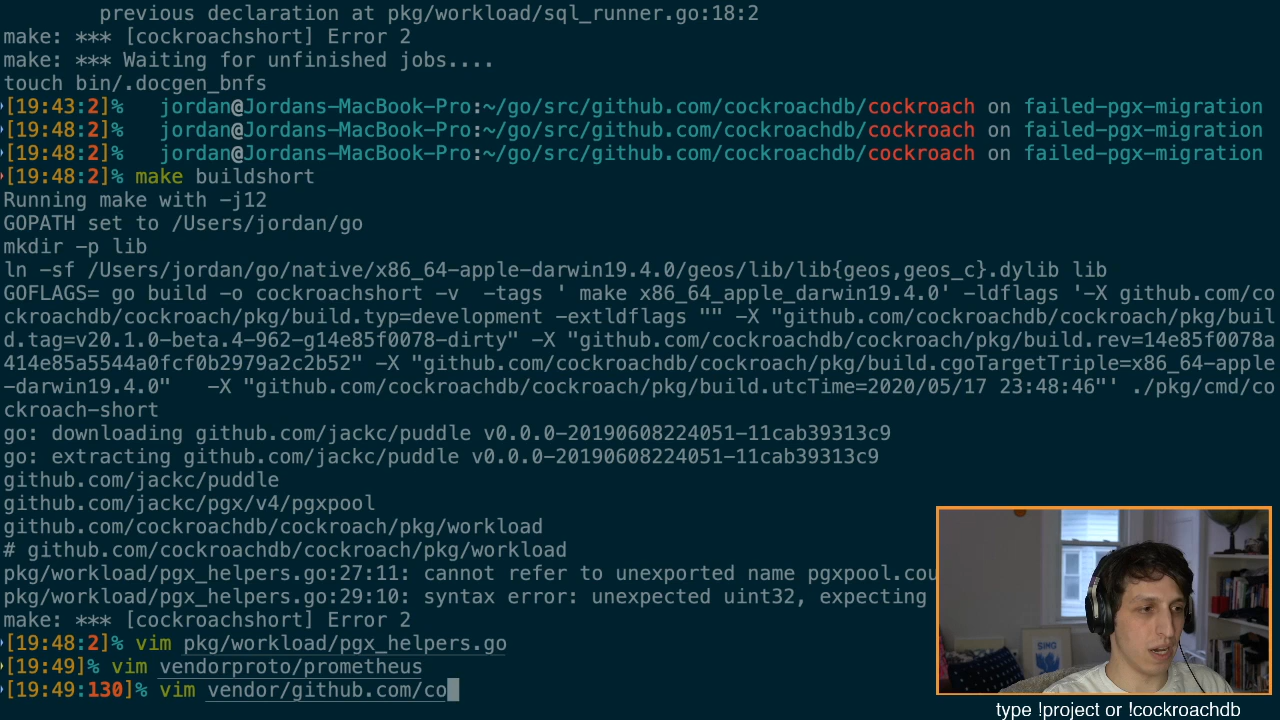 previous declaration at pkg/workload/sql_runner.go:18:2
make: *** [cockroachshort] Error 2
make: *** Waiting for unfinished jobs....
touch bin/.docgen_bnfs
[19:43:2]% jordan@Jordans-MacBook-Pro:~/go/src/github.com/cockroachdb/cockroach on failed-pgx-migration
[19:48:2]% jordan@Jordans-MacBook-Pro:~/go/src/github.com/cockroachdb/cockroach on failed-pgx-migration
[19:48:2]% jordan@Jordans-MacBook-Pro:~/go/src/github.com/cockroachdb/cockroach on failed-pgx-migration
[19:48:2]% make buildshort
Running make with -j12
GOPATH set to /Users/jordan/go
mkdir -p lib
ln -sf /Users/jordan/go/native/x86_64-apple-darwin19.4.0/geos/lib/lib{geos,geos_c}.dylib lib
GOFLAGS= go build -o cockroachshort -v  -tags ' make x86_64_apple_darwin19.4.0' -ldflags '-X github.com/co
ckroachdb/cockroach/pkg/build.typ=development -extldflags "" -X "github.com/cockroachdb/cockroach/pkg/buil
d.tag=v20.1.0-beta.4-962-g14e85f0078-dirty" -X "github.com/cockroachdb/cockroach/pkg/build.rev=14e85f0078a
414e85a5544a0fcf0b2979a2c2b52" -X "github.com/cockroachdb/cockroach/pkg/build.cgoTargetTriple=x86_64-apple
-darwin19.4.0"   -X "github.com/cockroachdb/cockroach/pkg/build.utcTime=2020/05/17 23:48:46"' ./pkg/cmd/co
ckroach-short
go: downloading github.com/jackc/puddle v0.0.0-20190608224051-11cab39313c9
go: extracting github.com/jackc/puddle v0.0.0-20190608224051-11cab39313c9
github.com/jackc/puddle
github.com/jackc/pgx/v4/pgxpool
github.com/cockroachdb/cockroach/pkg/workload
# github.com/cockroachdb/cockroach/pkg/workload
pkg/workload/pgx_helpers.go:27:11: cannot refer to unexported name pgxpool.cou
pkg/workload/pgx_helpers.go:29:10: syntax error: unexpected uint32, expecting
make: *** [cockroachshort] Error 2
[19:48:2]% vim pkg/workload/pgx_helpers.go
[19:49]% vim vendorproto/prometheus
[19:49:130]% vim vendor/github.com/co
SING
type !project or !cockroachdb